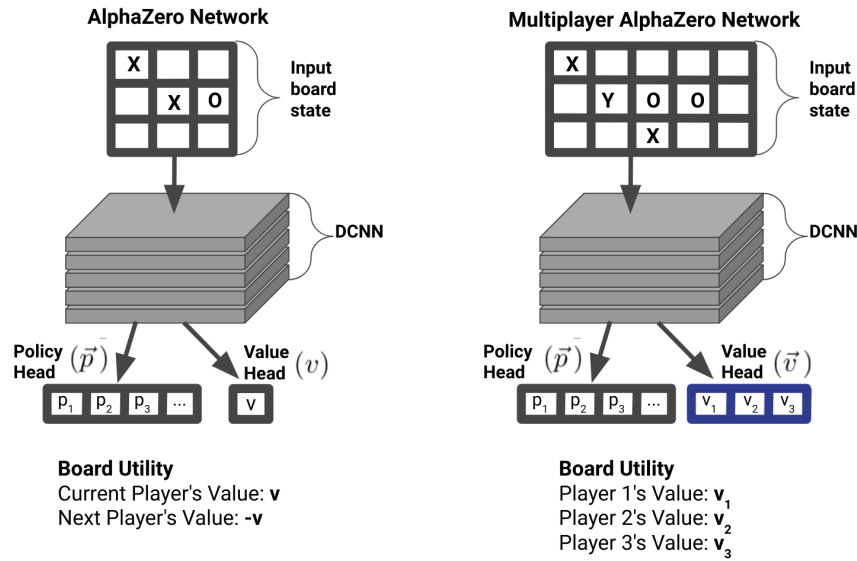 AlphaZero Network
X
X O
Input
board
state
DCNN
Policy
Head (p⃗)
Value
Head (v)
p₁ p₂ p₃ ...
v
Board Utility
Current Player's Value: v
Next Player's Value: -v
Multiplayer AlphaZero Network
X
Y O O
X
Input
board
state
DCNN
Policy
Head (p⃗)
Value
Head (v⃗)
p₁ p₂ p₃ ...
v₁ v₂ v₃
Board Utility
Player 1's Value: v₁
Player 2's Value: v₂
Player 3's Value: v₃